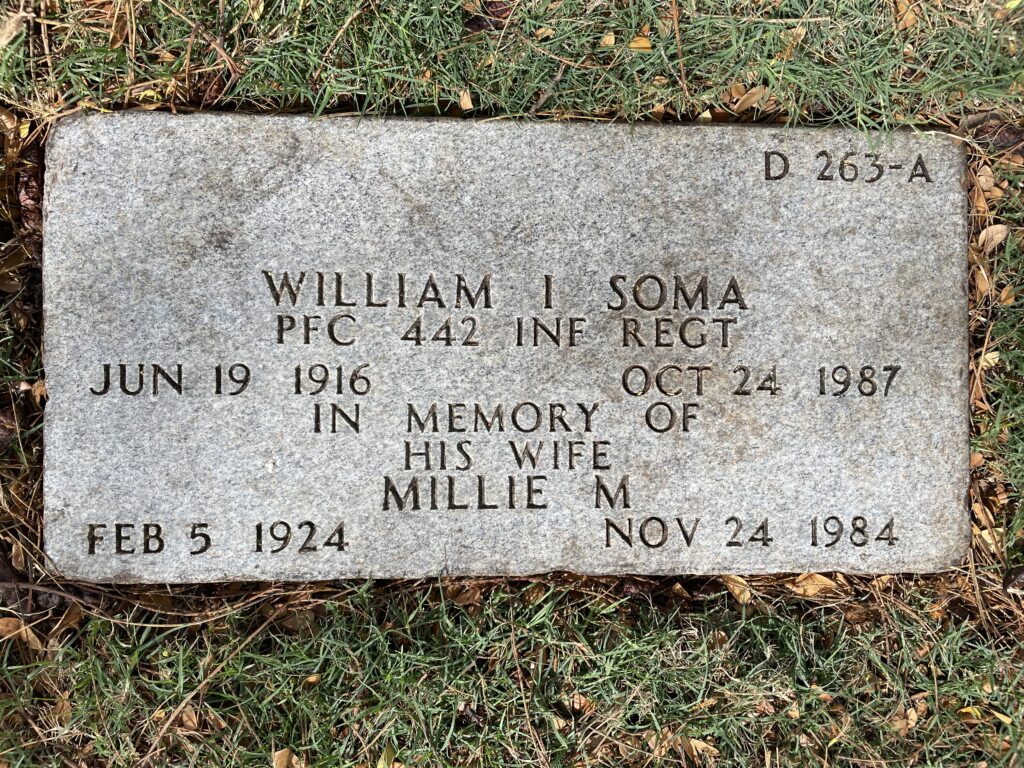 D 263-A
WILLIAM I SOMA
PFC 442 INF REGT
JUN 19 1916 OCT 24 1987
IN MEMORY OF
HIS WIFE
MILLIE M
FEB 5 1924 NOV 24 1984